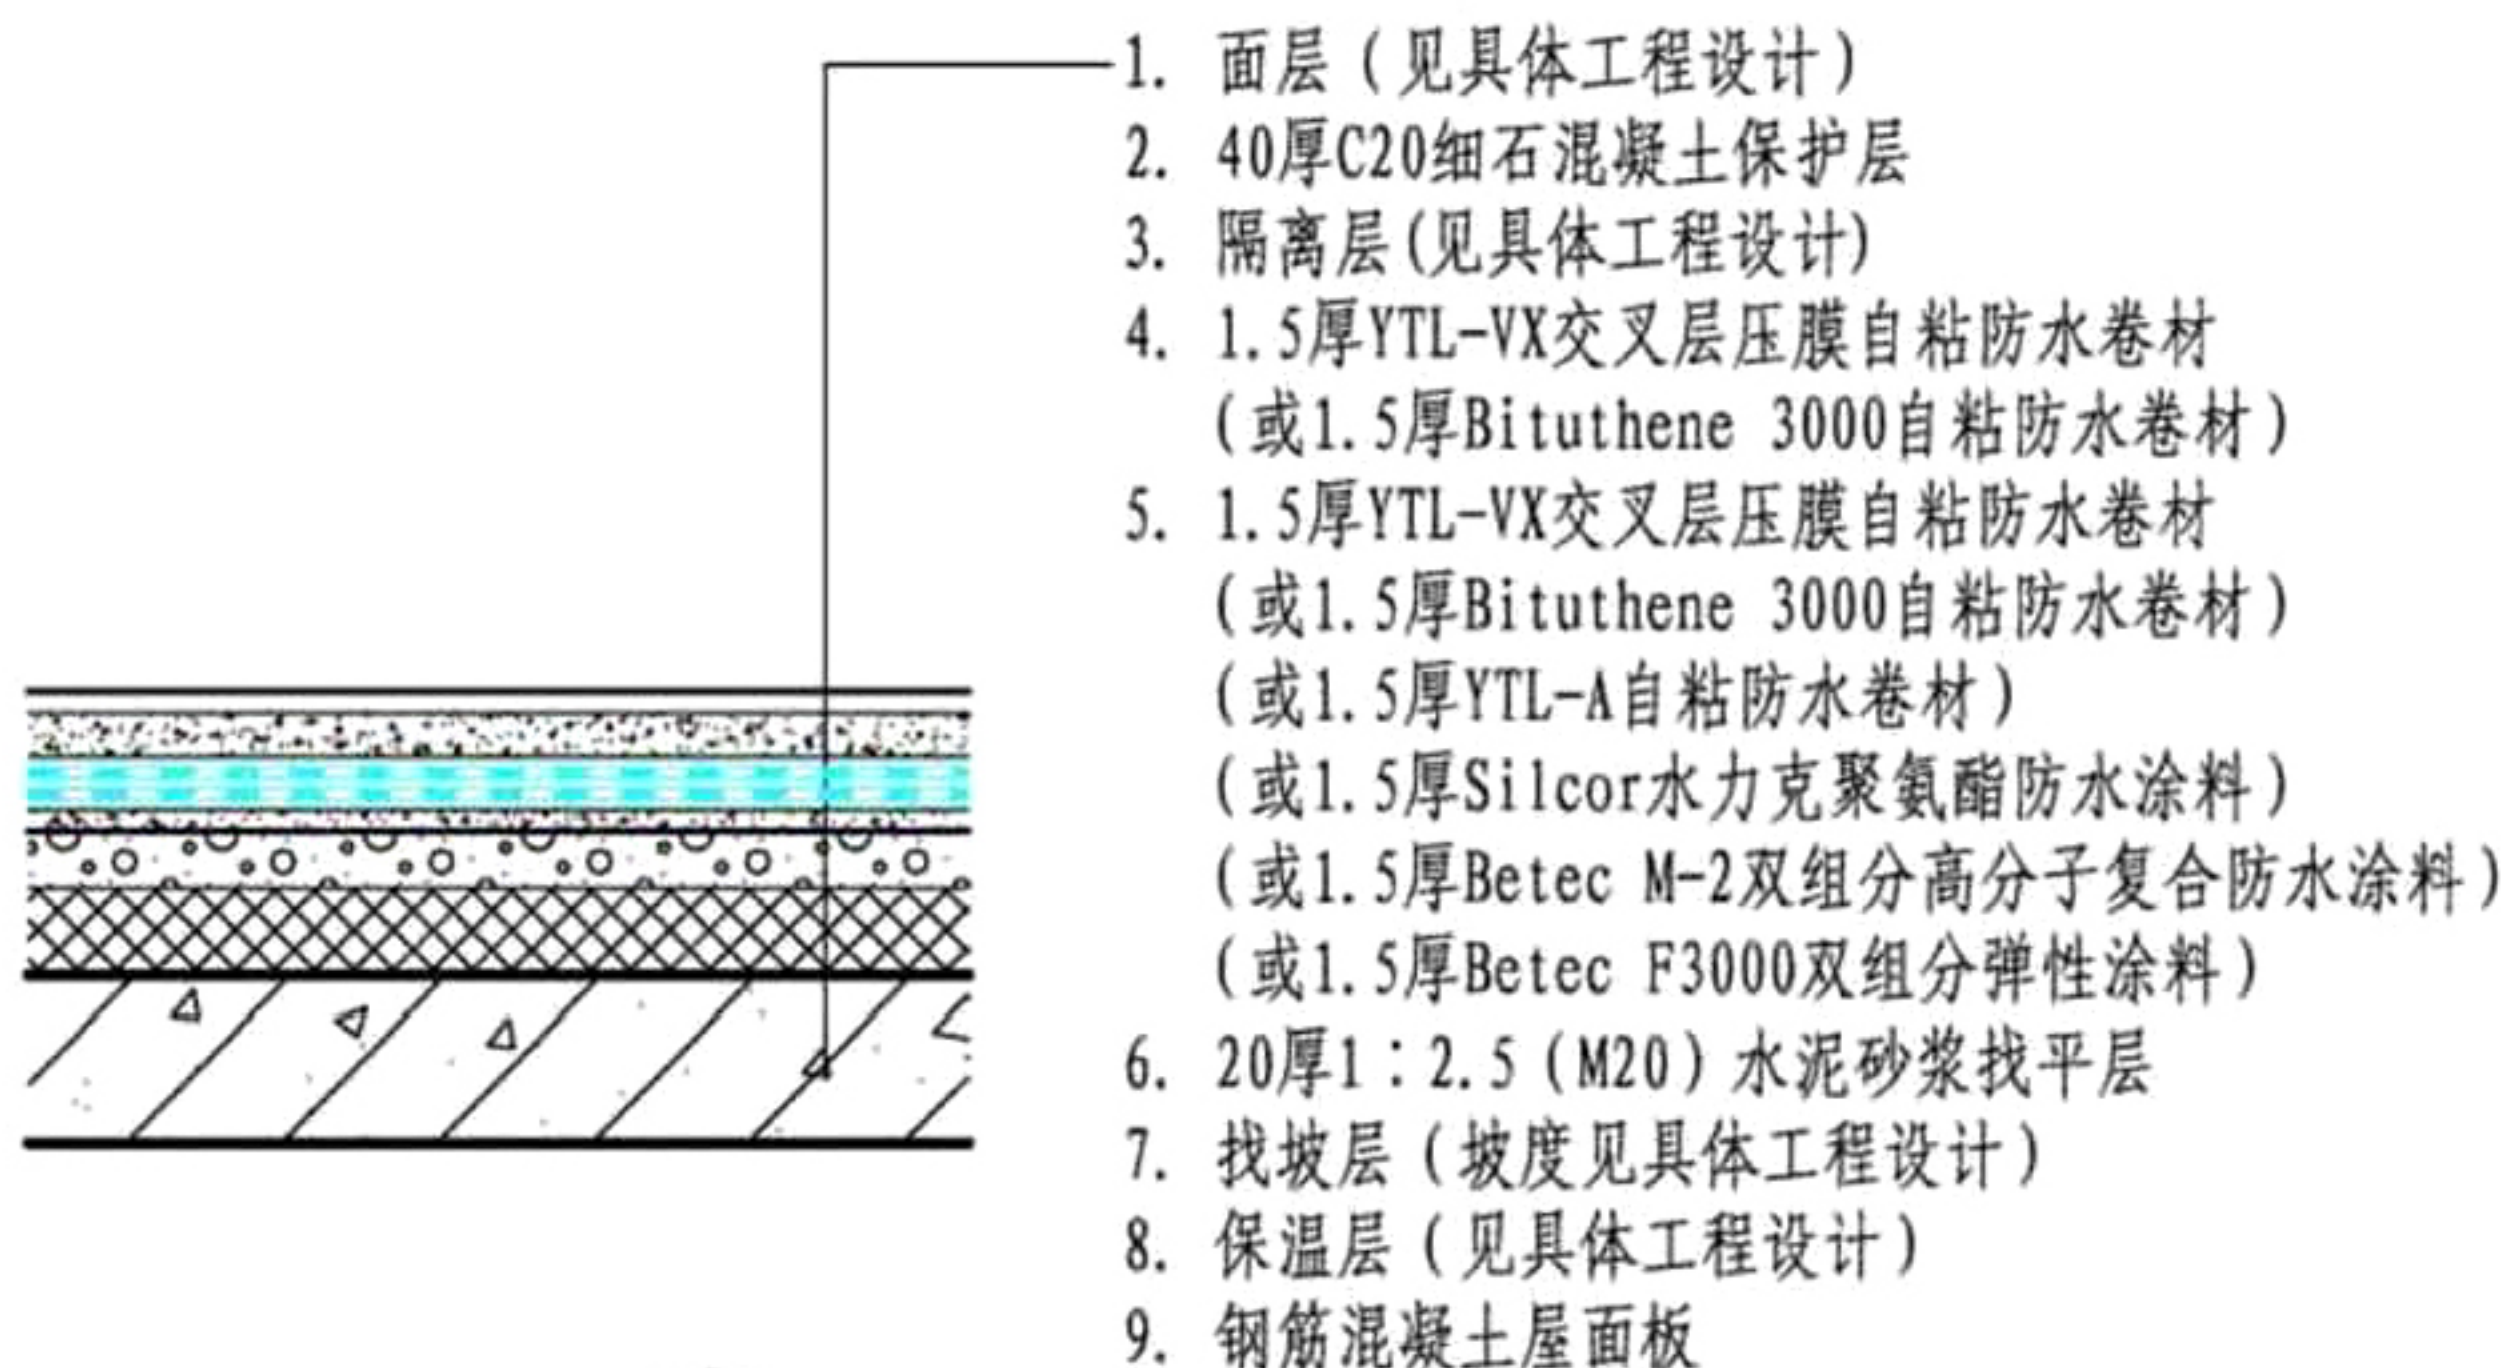 1. 面层（见具体工程设计）
2. 40厚C20细石混凝土保护层
3. 隔离层(见具体工程设计)
4. 1.5厚YTL-VX交叉层压膜自粘防水卷材
(或1.5厚Bituthene 3000自粘防水卷材)
5. 1.5厚YTL-VX交叉层压膜自粘防水卷材
(或1.5厚Bituthene 3000自粘防水卷材)
(或1.5厚YTL-A自粘防水卷材)
(或1.5厚Silcor水力克聚氨酯防水涂料)
(或1.5厚Betec M-2双组分高分子复合防水涂料)
(或1.5厚Betec F3000双组分弹性涂料)
6. 20厚1∶2.5（M20）水泥砂浆找平层
7. 找坡层（坡度见具体工程设计）
8. 保温层（见具体工程设计）
9. 钢筋混凝土屋面板